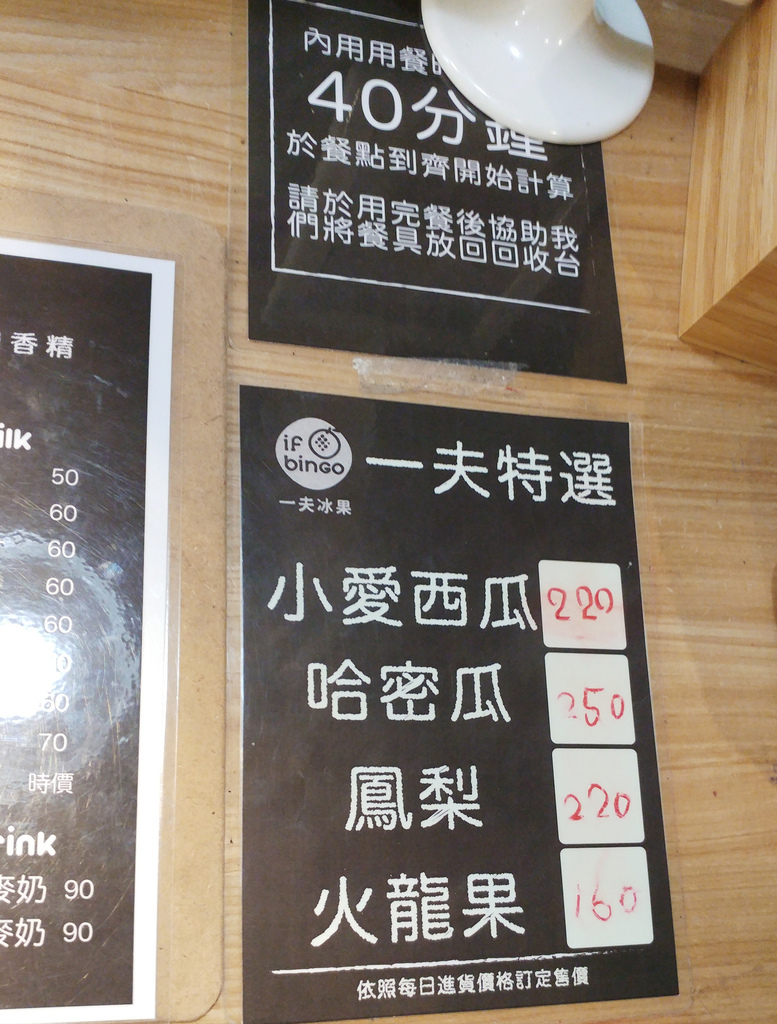 內用用餐時
40分鐘
於餐點到齊開始計算
請於用完餐後協助我
們將餐具放回回收台
香精
ilk
50
60
60
60
60
60
70
時價
ink
麥奶 90
麥奶 90
iF
bingo
一夫冰果
一夫特選
小愛西瓜 220
哈密瓜 250
鳳梨 220
火龍果 160
依照每日進貨價格訂定售價